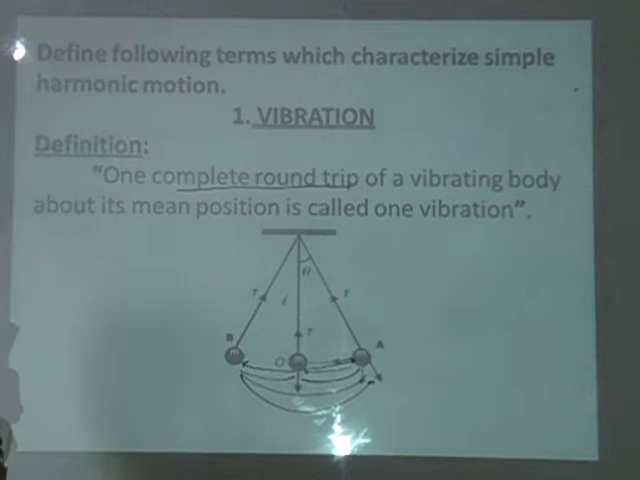 Define following terms which characterize simple
harmonic motion.
1. VIBRATION
Definition:
"One complete round trip of a vibrating body
about its mean position is called one vibration".
θ
T
T
ℓ
T
B
O
A